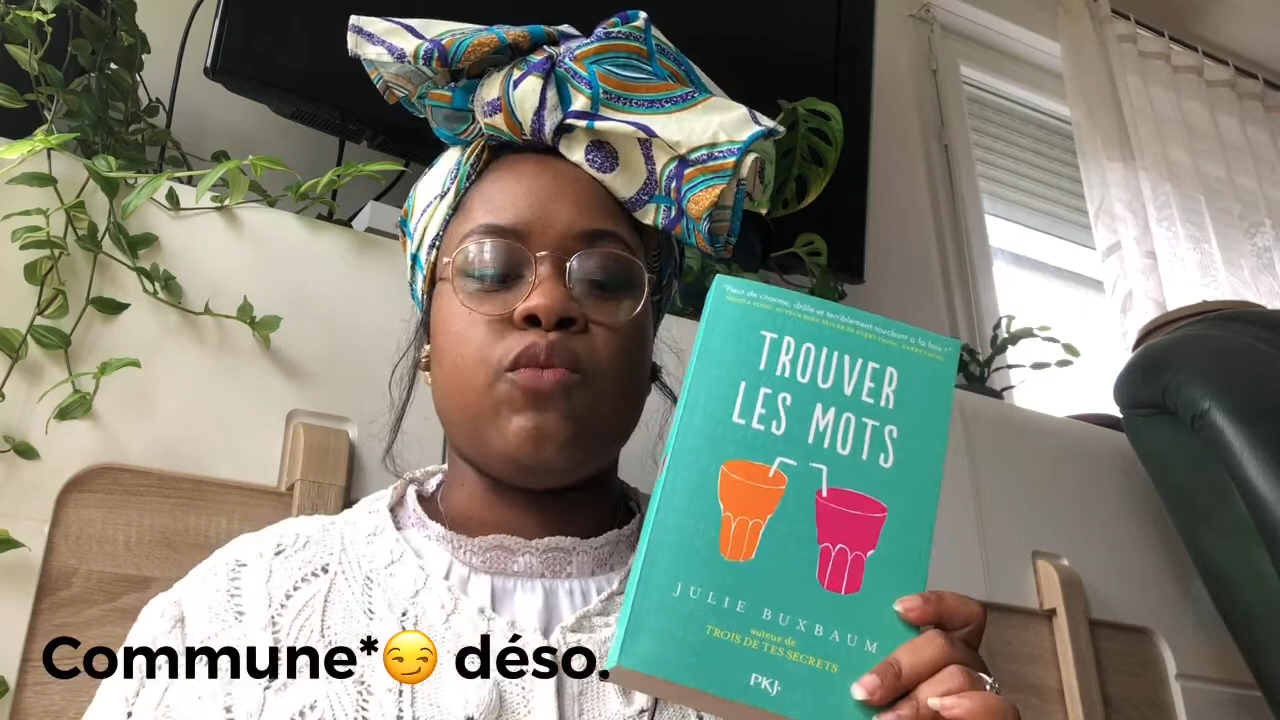 "Plein de charme, drôle et terriblement touchant à la fois !"
TROUVER
LES MOTS
JULIE BUXBAUM
auteur de
TROIS DE TES SECRETS
PKJ·
Commune*😏 déso.